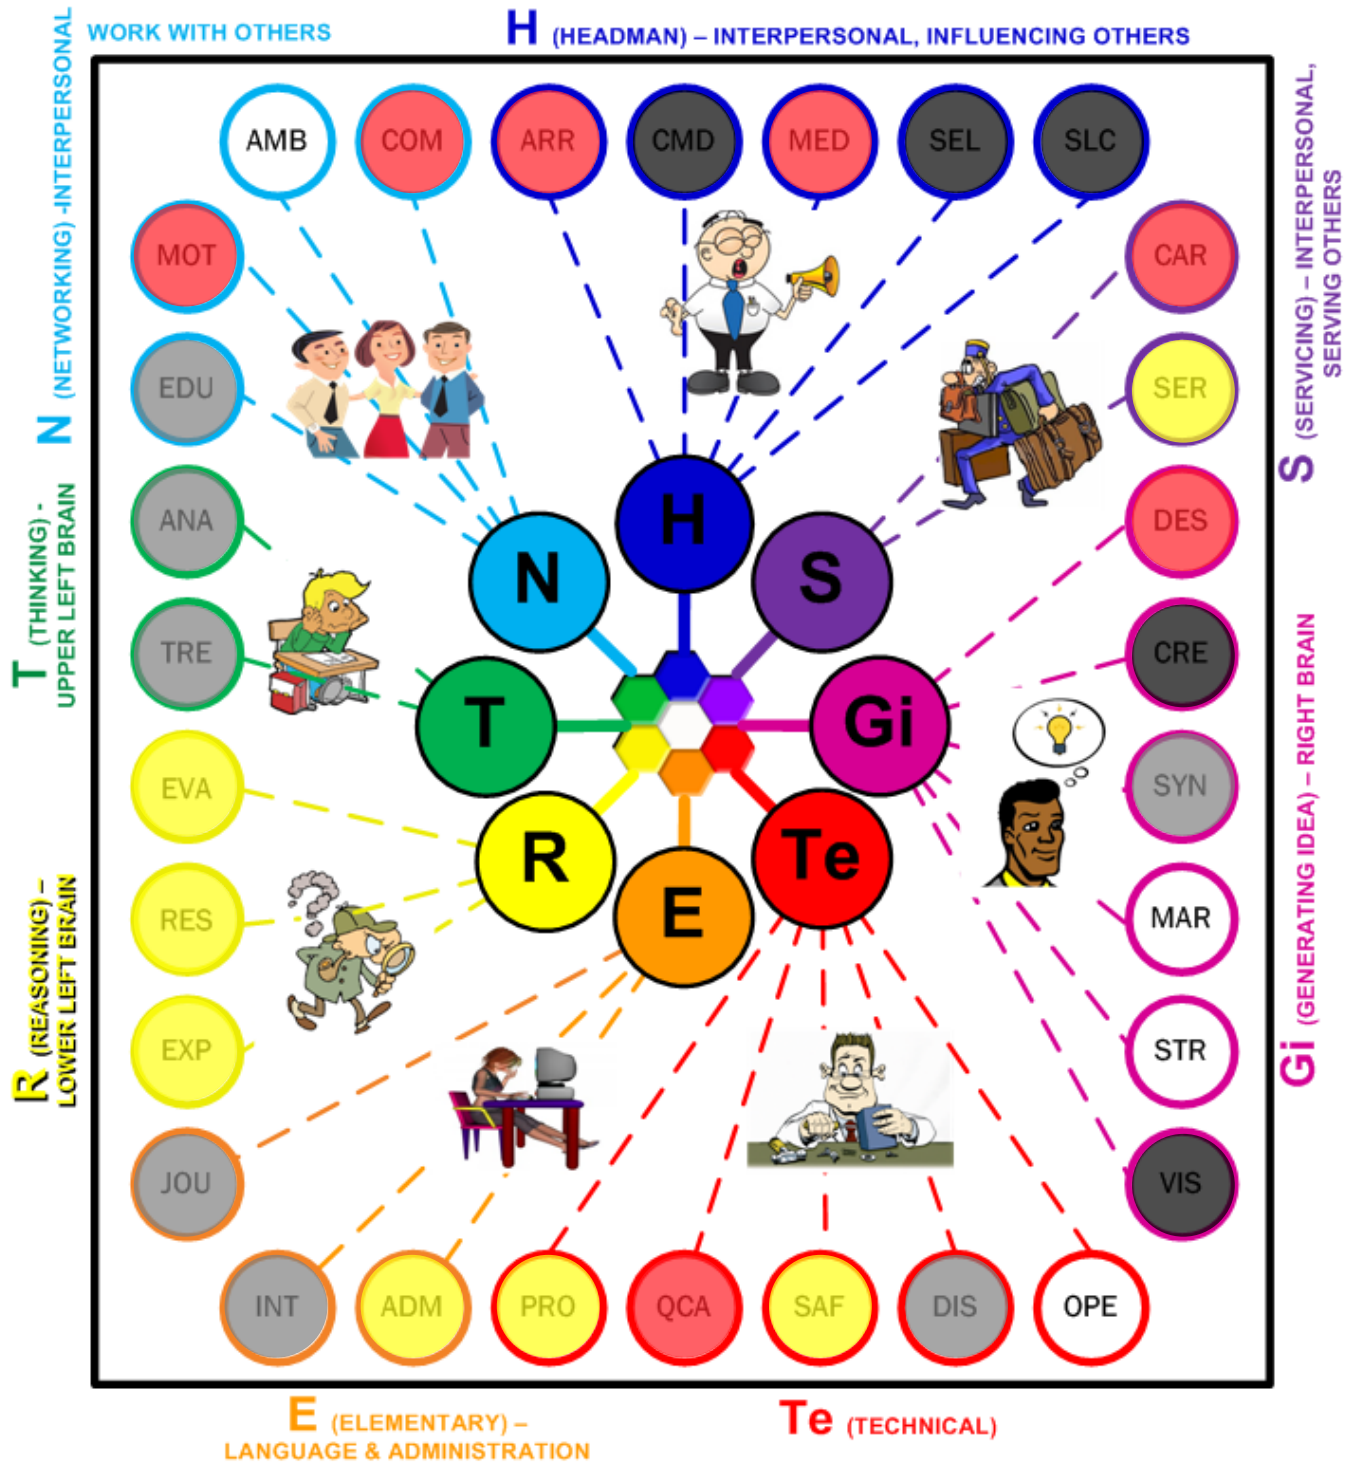 WORK WITH OTHERS
H (HEADMAN) – INTERPERSONAL, INFLUENCING OTHERS
N (NETWORKING) -INTERPERSONAL
S (SERVICING) – INTERPERSONAL,
SERVING OTHERS
T (THINKING) -
UPPER LEFT BRAIN
Gi (GENERATING IDEA) – RIGHT BRAIN
R (REASONING) –
LOWER LEFT BRAIN
AMB
COM
ARR
CMD
MED
SEL
SLC
MOT
CAR
EDU
SER
ANA
DES
TRE
CRE
EVA
SYN
RES
MAR
EXP
STR
JOU
VIS
H
N
S
T
Gi
R
Te
E
INT
ADM
PRO
QCA
SAF
DIS
OPE
E (ELEMENTARY) –
LANGUAGE & ADMINISTRATION
Te (TECHNICAL)